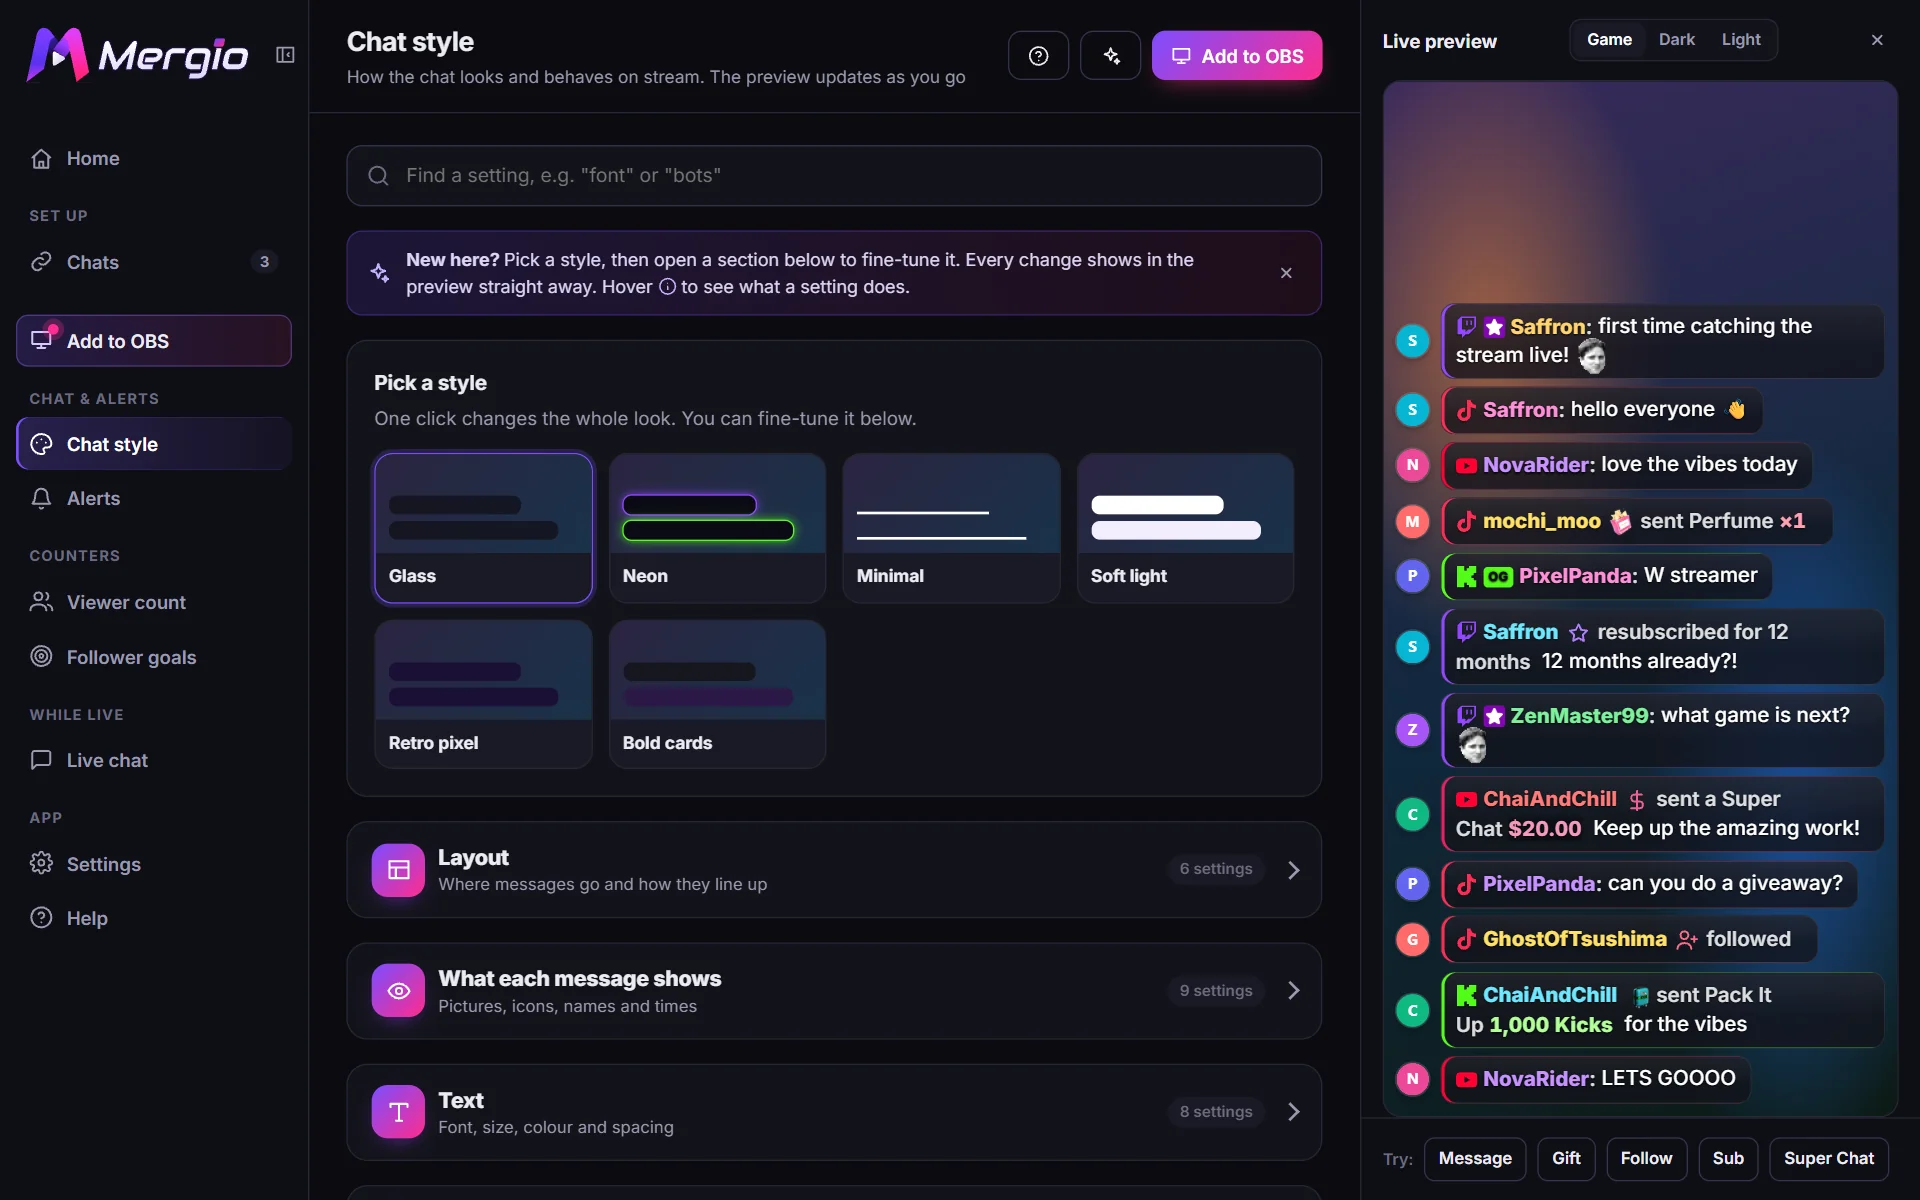 Mergio
Home
SET UP
Chats
3
Add to OBS
CHAT & ALERTS
Chat style
Alerts
COUNTERS
Viewer count
Follower goals
WHILE LIVE
Live chat
APP
Settings
Help
Chat style
How the chat looks and behaves on stream. The preview updates as you go
Add to OBS
Find a setting, e.g. "font" or "bots"
New here? Pick a style, then open a section below to fine-tune it. Every change shows in the
preview straight away. Hover to see what a setting does.
Pick a style
One click changes the whole look. You can fine-tune it below.
Glass
Neon
Minimal
Soft light
Retro pixel
Bold cards
Layout
Where messages go and how they line up
6 settings
What each message shows
Pictures, icons, names and times
9 settings
Text
Font, size, colour and spacing
8 settings
Live preview
Game
Dark
Light
S
Saffron: first time catching the
stream live!
S
Saffron: hello everyone 👋
N
NovaRider: love the vibes today
M
mochi_moo sent Perfume ×1
P
OG PixelPanda: W streamer
S
Saffron resubscribed for 12
months 12 months already?!
Z
ZenMaster99: what game is next?
C
ChaiAndChill $ sent a Super
Chat $20.00 Keep up the amazing work!
P
PixelPanda: can you do a giveaway?
G
GhostOfTsushima followed
C
ChaiAndChill sent Pack It
Up 1,000 Kicks for the vibes
N
NovaRider: LETS GOOOO
Try:
Message
Gift
Follow
Sub
Super Chat